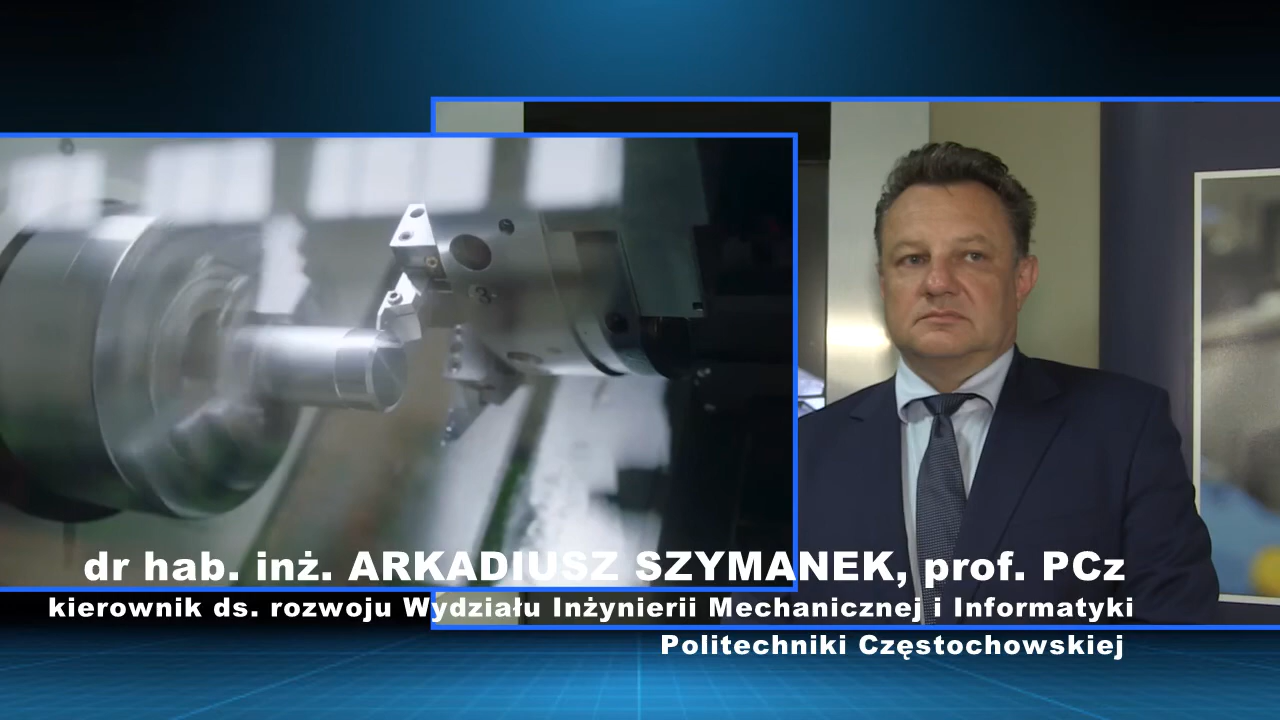 dr hab. inż. ARKADIUSZ SZYMANEK, prof. PCz
kierownik ds. rozwoju Wydziału Inżynierii Mechanicznej i Informatyki
Politechniki Częstochowskiej